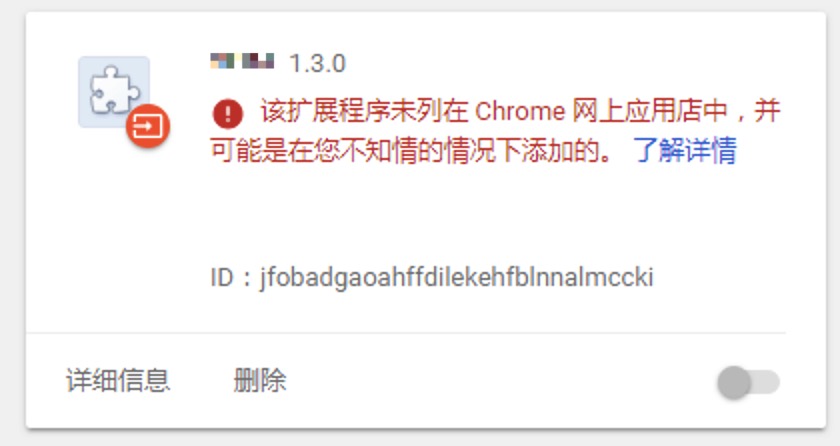 1.3.0
该扩展程序未列在 Chrome 网上应用店中，并
可能是在您不知情的情况下添加的。 了解详情
ID：jfobadgaoahffdilekehfblnnalmccki
详细信息 删除